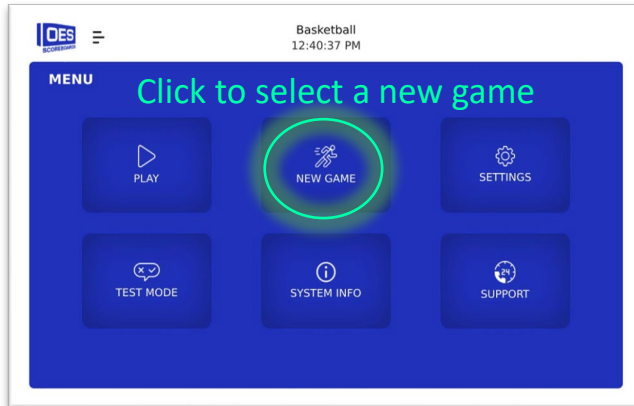 OES
SCOREBOARDS
Basketball
12:40:37 PM
MENU
Click to select a new game
PLAY
NEW GAME
SETTINGS
TEST MODE
SYSTEM INFO
24
SUPPORT